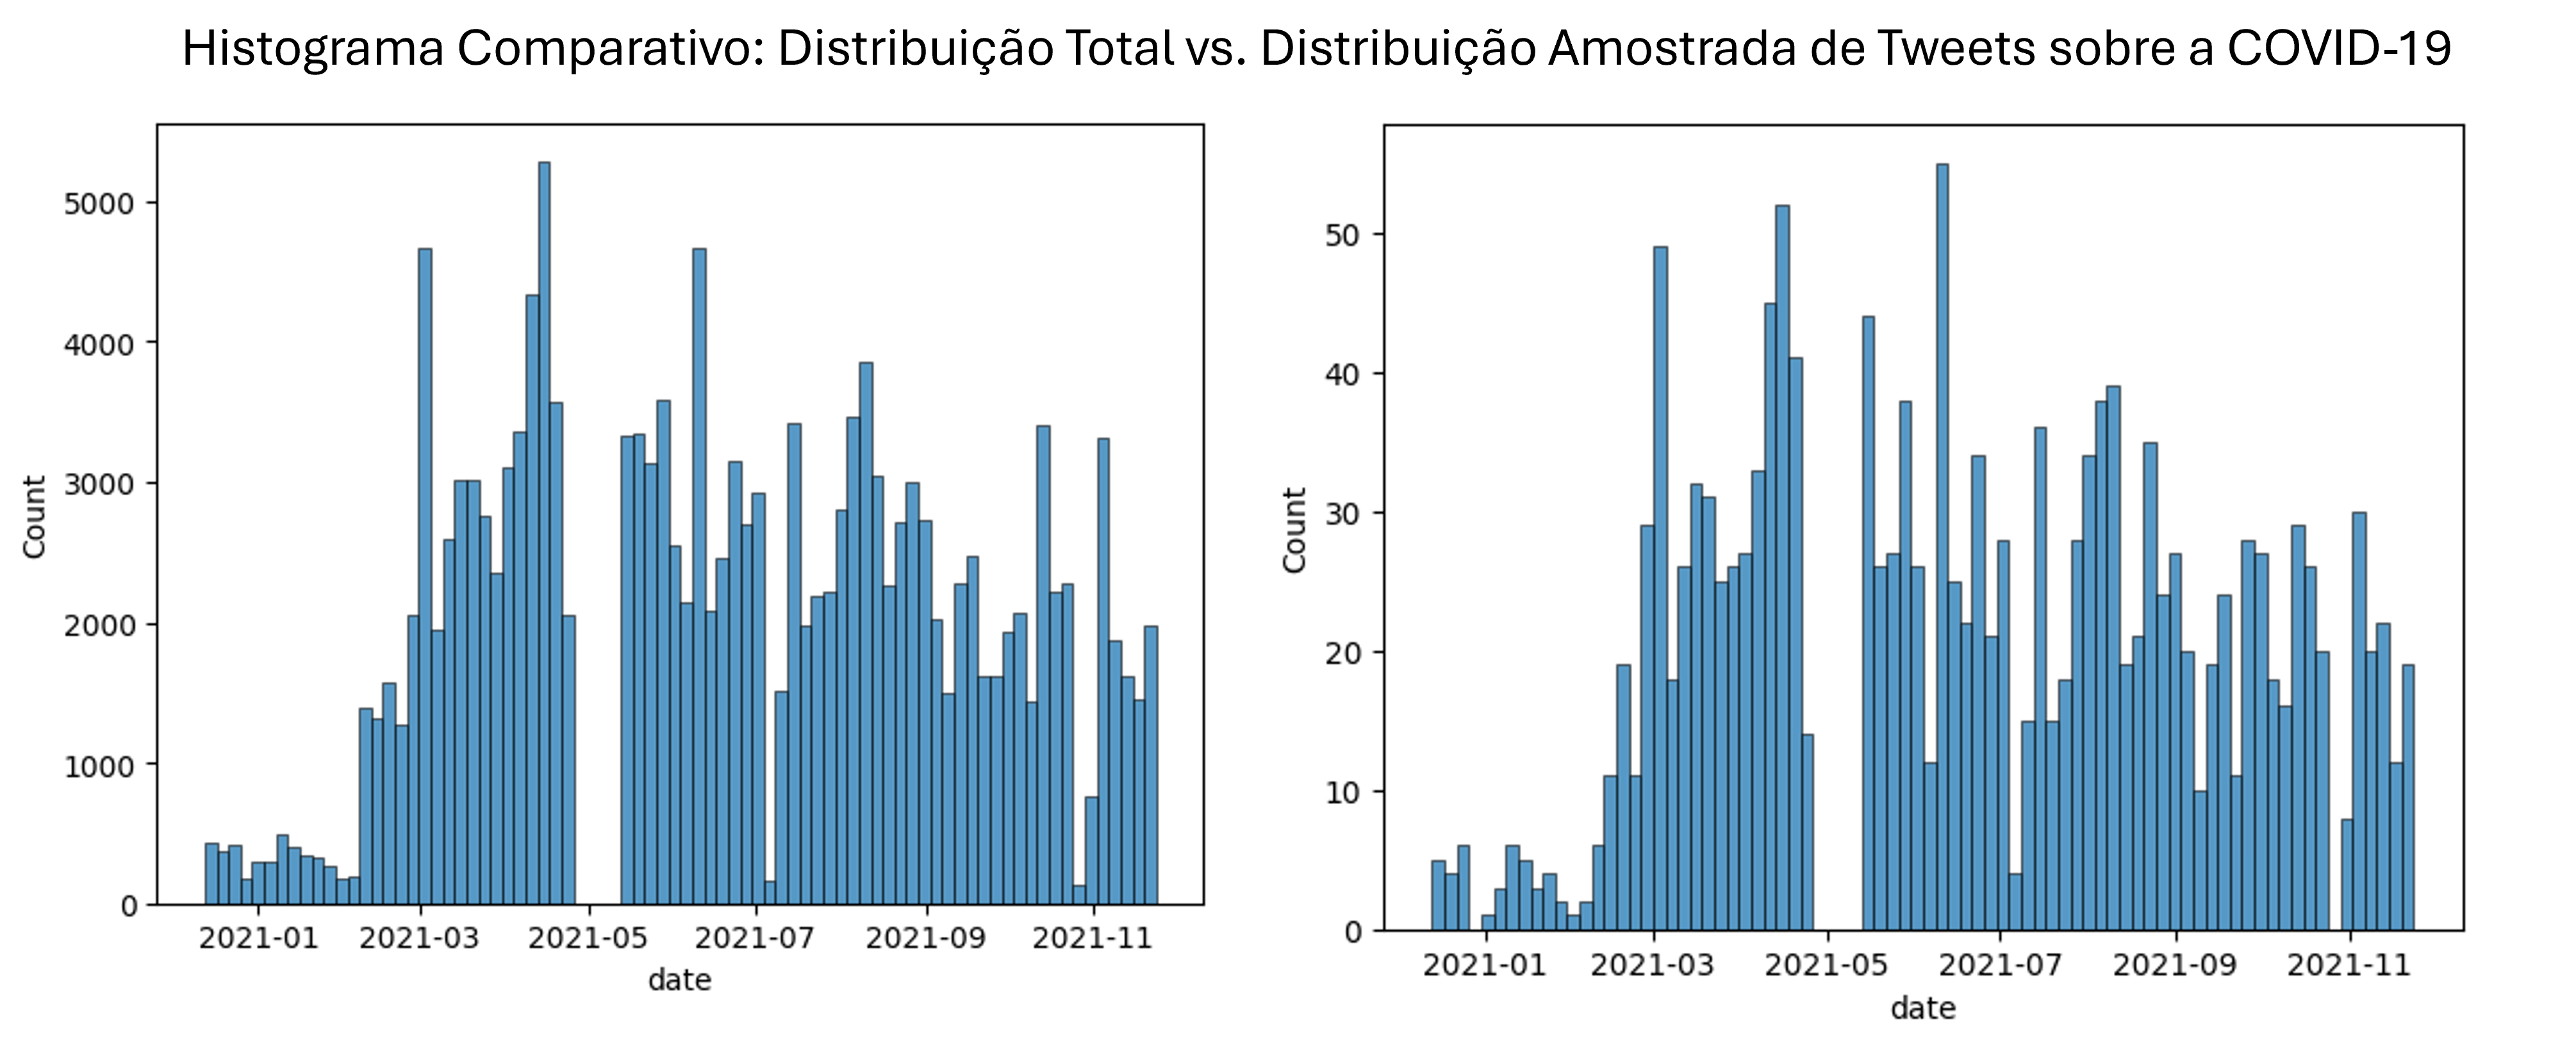 Histograma Comparativo: Distribuição Total vs. Distribuição Amostrada de Tweets sobre a COVID-19
5000
4000
3000
2000
1000
0
Count
2021-01 2021-03 2021-05 2021-07 2021-09 2021-11
date
50
40
30
20
10
0
Count
2021-01 2021-03 2021-05 2021-07 2021-09 2021-11
date